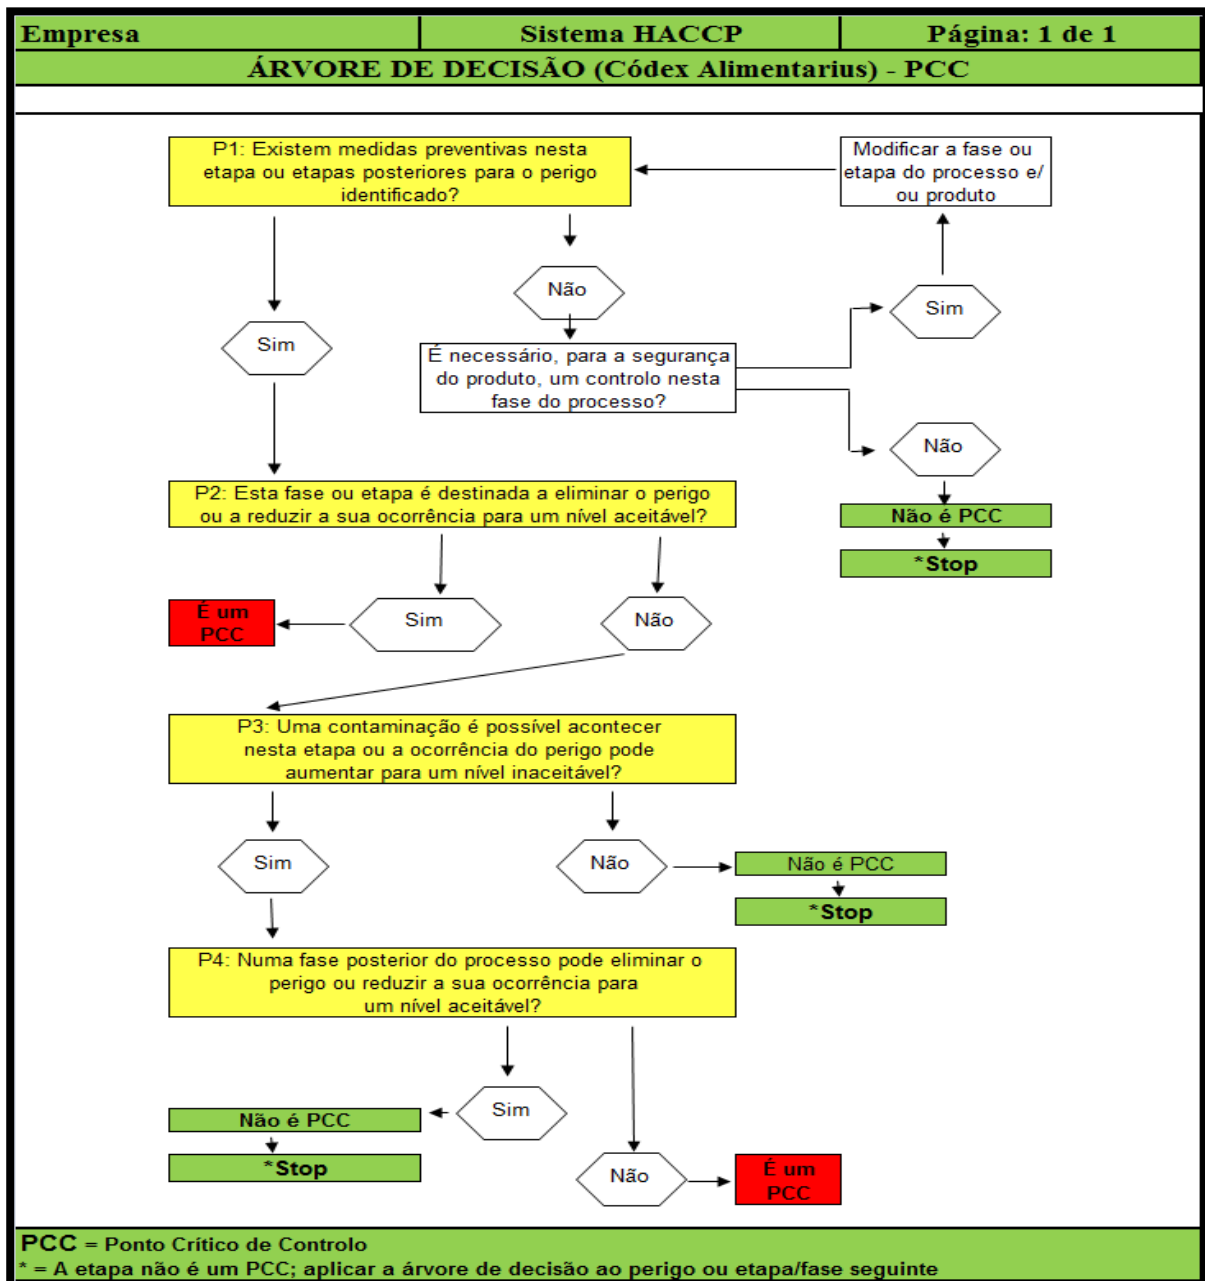 Empresa
Sistema HACCP
Página: 1 de 1
ÁRVORE DE DECISÃO (Códex Alimentarius) - PCC
P1: Existem medidas preventivas nesta
etapa ou etapas posteriores para o perigo
identificado?
Modificar a fase ou
etapa do processo e/
ou produto
Não
Sim
Sim
É necessário, para a segurança
do produto, um controlo nesta
fase do processo?
Não
P2: Esta fase ou etapa é destinada a eliminar o perigo
ou a reduzir a sua ocorrência para um nível aceitável?
Não é PCC
*Stop
É um
PCC
Sim
Não
P3: Uma contaminação é possível acontecer
nesta etapa ou a ocorrência do perigo pode
aumentar para um nível inaceitável?
Sim
Não
Não é PCC
*Stop
P4: Numa fase posterior do processo pode eliminar o
perigo ou reduzir a sua ocorrência para
um nível aceitável?
Sim
Não é PCC
*Stop
Não
É um
PCC
PCC = Ponto Crítico de Controlo
* = A etapa não é um PCC; aplicar a árvore de decisão ao perigo ou etapa/fase seguinte